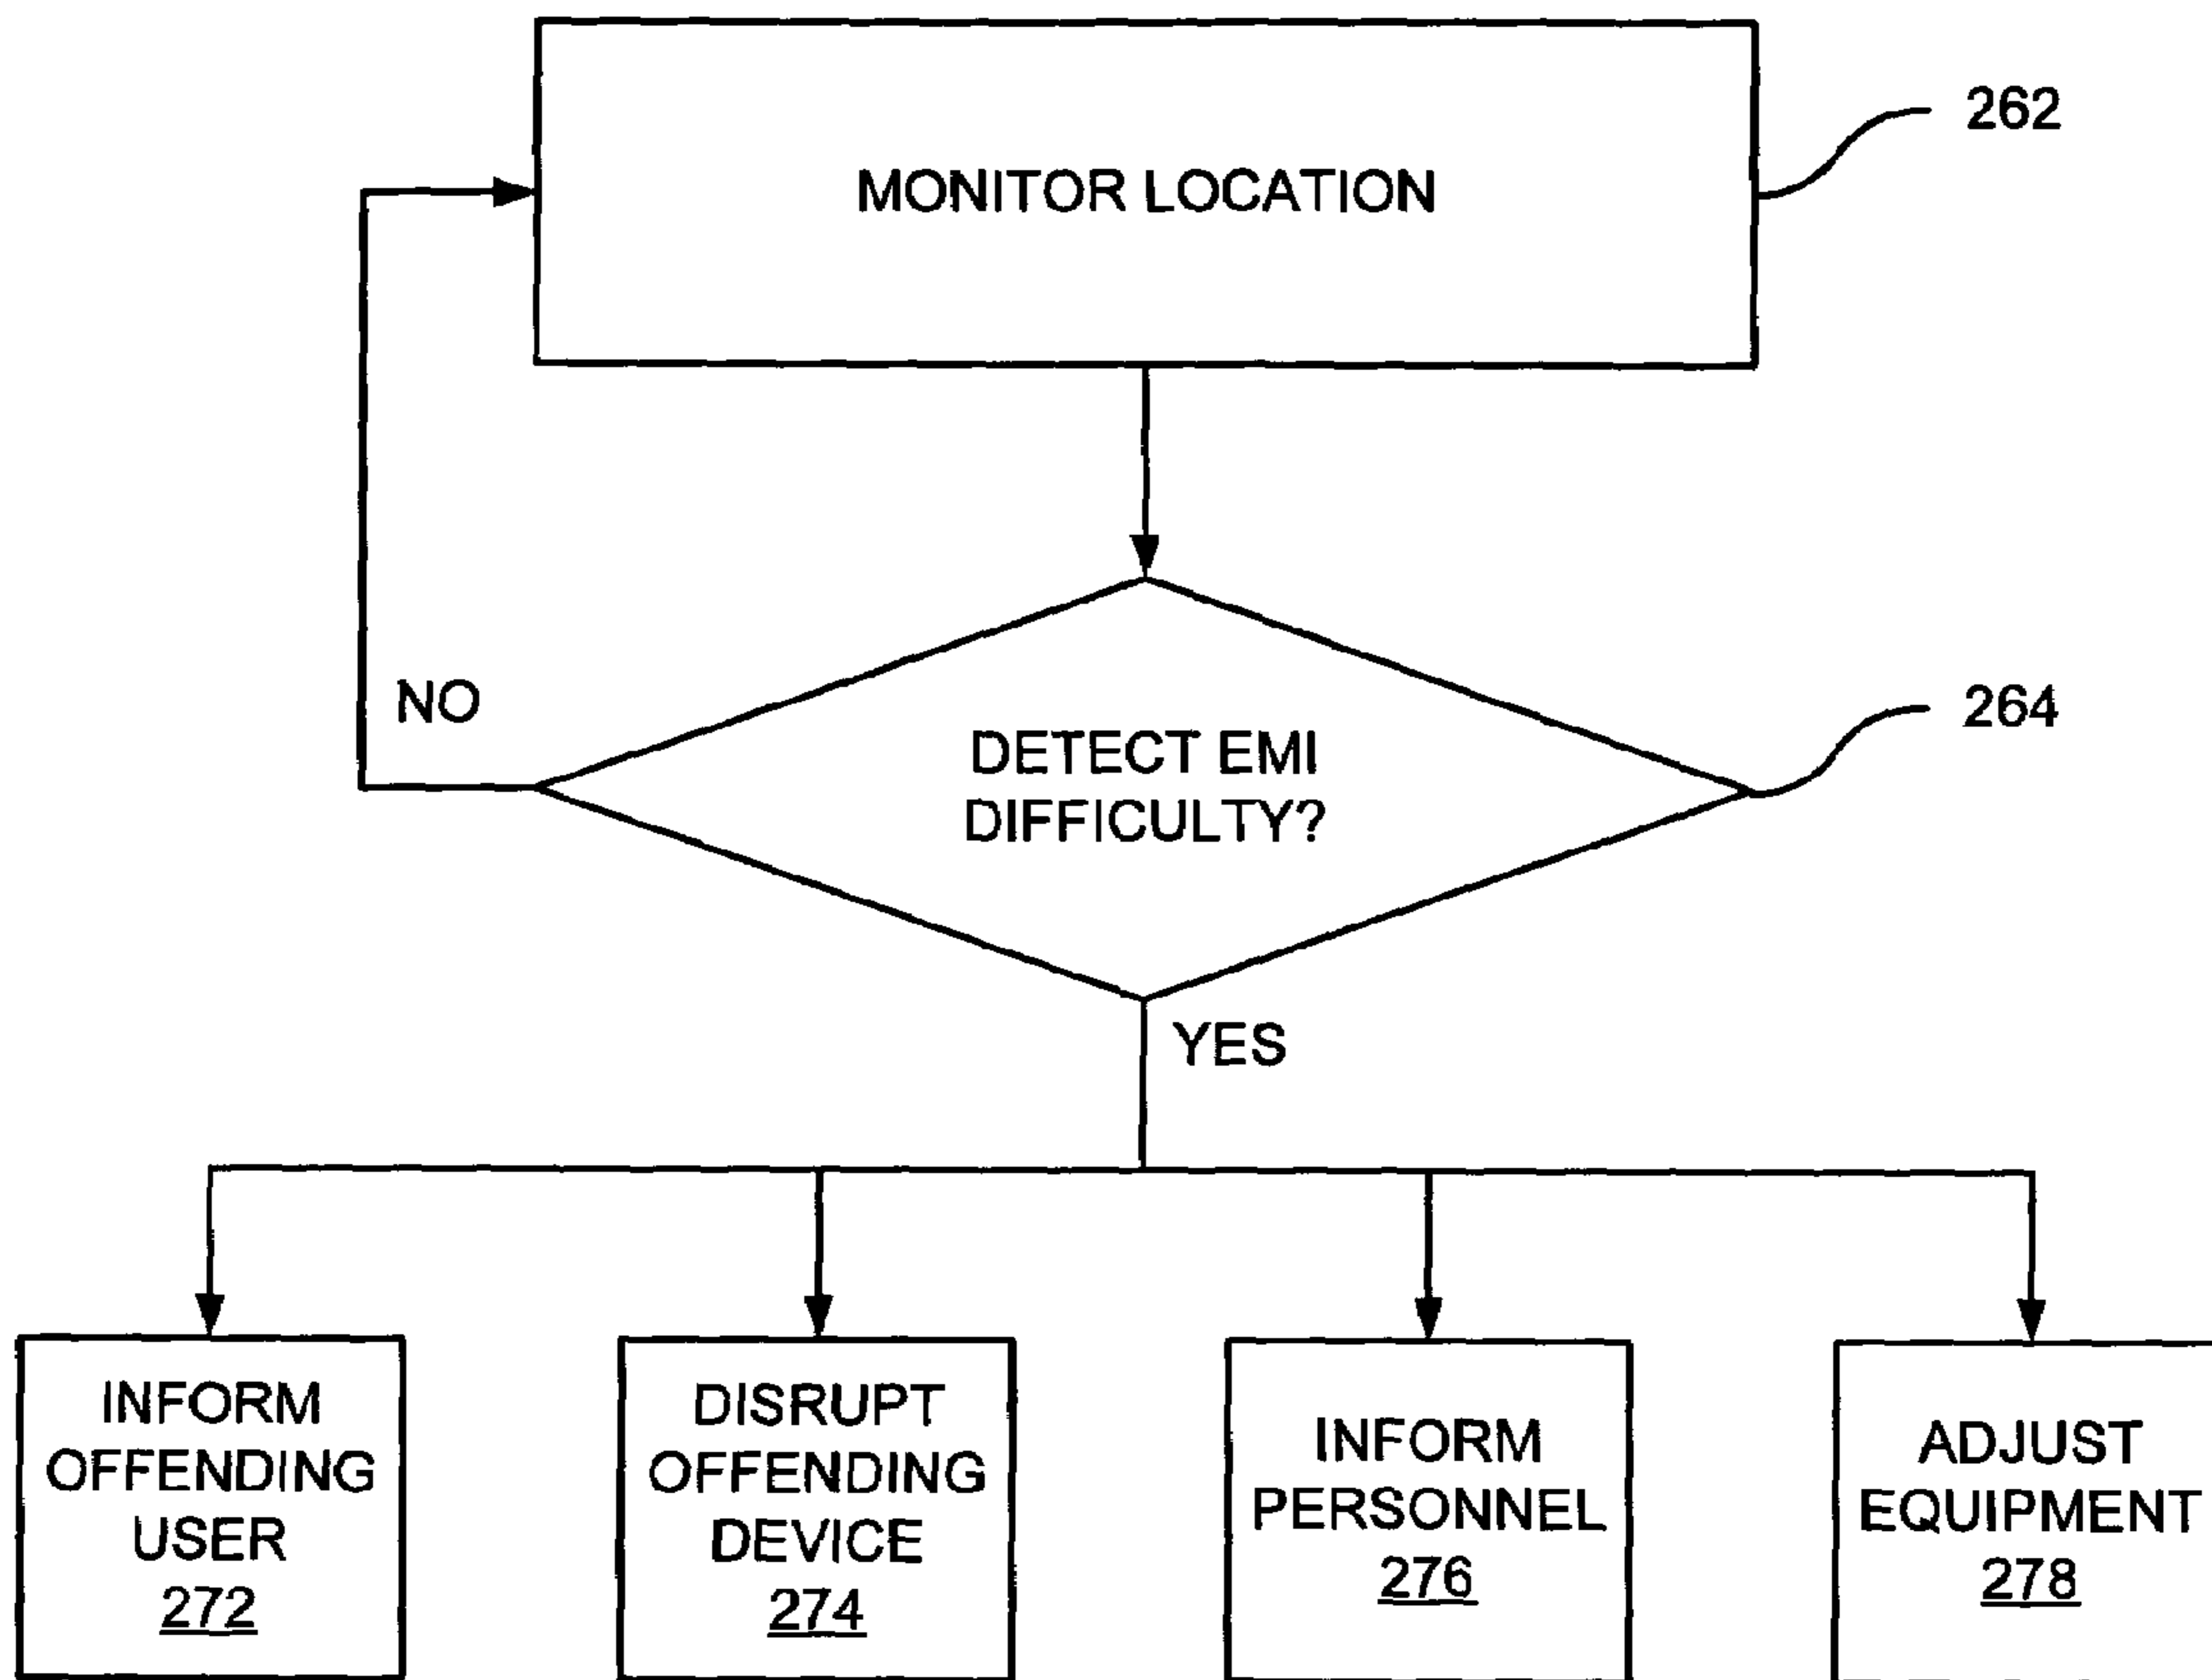 MONITOR LOCATION
262
NO
DETECT EMI
DIFFICULTY?
264
YES
INFORM
OFFENDING
USER
272
DISRUPT
OFFENDING
DEVICE
274
INFORM
PERSONNEL
276
ADJUST
EQUIPMENT
278